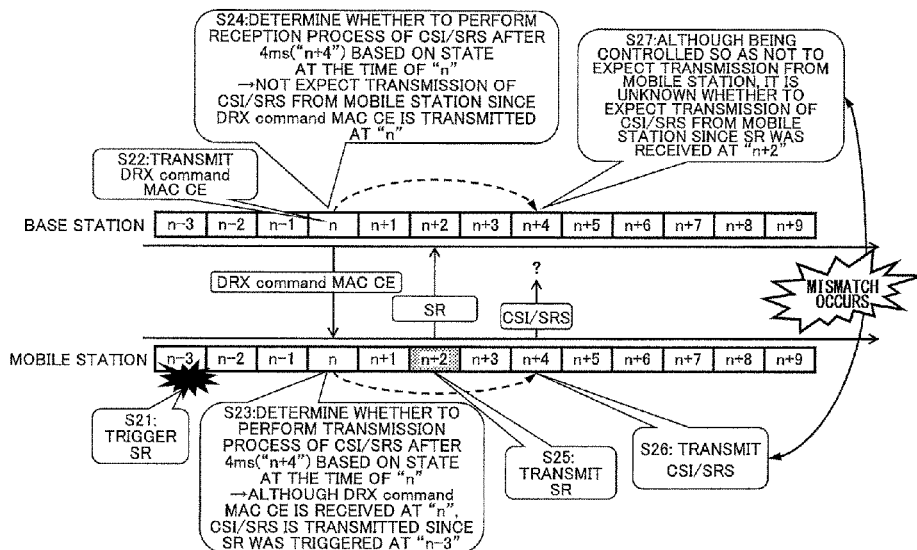 S24:DETERMINE WHETHER TO
PERFORM RECEPTION PROCESS OF CSI/SRS AFTER
4ms("n+4") BASED ON STATE
AT THE TIME OF "n"
→NOT EXPECT TRANSMISSION OF
CSI/SRS FROM MOBILE STATION SINCE
DRX command MAC CE IS TRANSMITTED
AT "n"
S27:ALTHOUGH BEING
CONTROLLED SO AS NOT TO
EXPECT TRANSMISSION FROM
MOBILE STATION, IT IS
UNKNOWN WHETHER TO
EXPECT TRANSMISSION OF
CSI/SRS FROM MOBILE
STATION SINCE SR WAS
RECEIVED AT "n+2"
S22:TRANSMIT
DRX command
MAC CE
BASE STATION
n-3 n-2 n-1 n n+1 n+2 n+3 n+4 n+5 n+6 n+7 n+8 n+9
DRX command MAC CE
SR
?
CSI/SRS
MISMATCH
OCCURS
MOBILE STATION
n-3 n-2 n-1 n n+1 n+2 n+3 n+4 n+5 n+6 n+7 n+8 n+9
S21:
TRIGGER
SR
S23:DETERMINE WHETHER TO
PERFORM TRANSMISSION
PROCESS OF CSI/SRS AFTER
4ms("n+4") BASED ON STATE
AT THE TIME OF "n"
→ALTHOUGH DRX command
MAC CE IS RECEIVED AT "n",
CSI/SRS IS TRANSMITTED SINCE
SR WAS TRIGGERED AT "n-3"
S25:
TRANSMIT
SR
S26: TRANSMIT
CSI/SRS